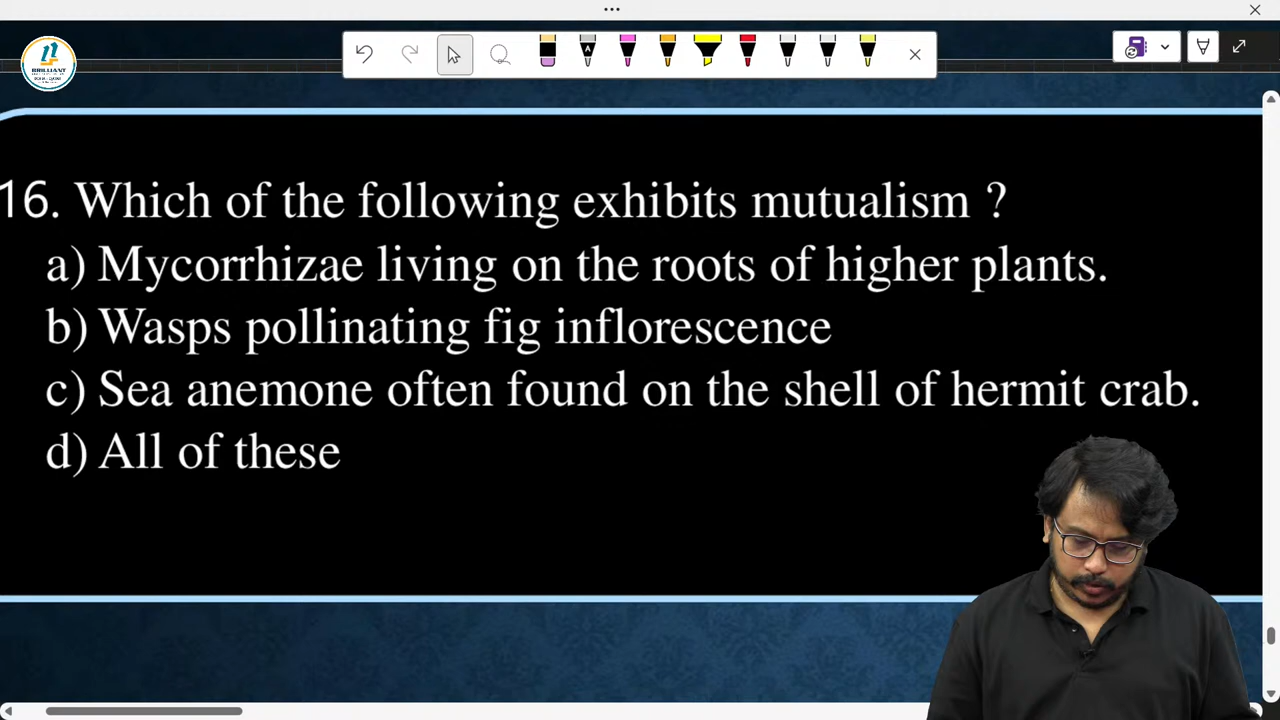 BRILLIANT
16. Which of the following exhibits mutualism ?
a) Mycorrhizae living on the roots of higher plants.
b) Wasps pollinating fig inflorescence
c) Sea anemone often found on the shell of hermit crab.
d) All of these